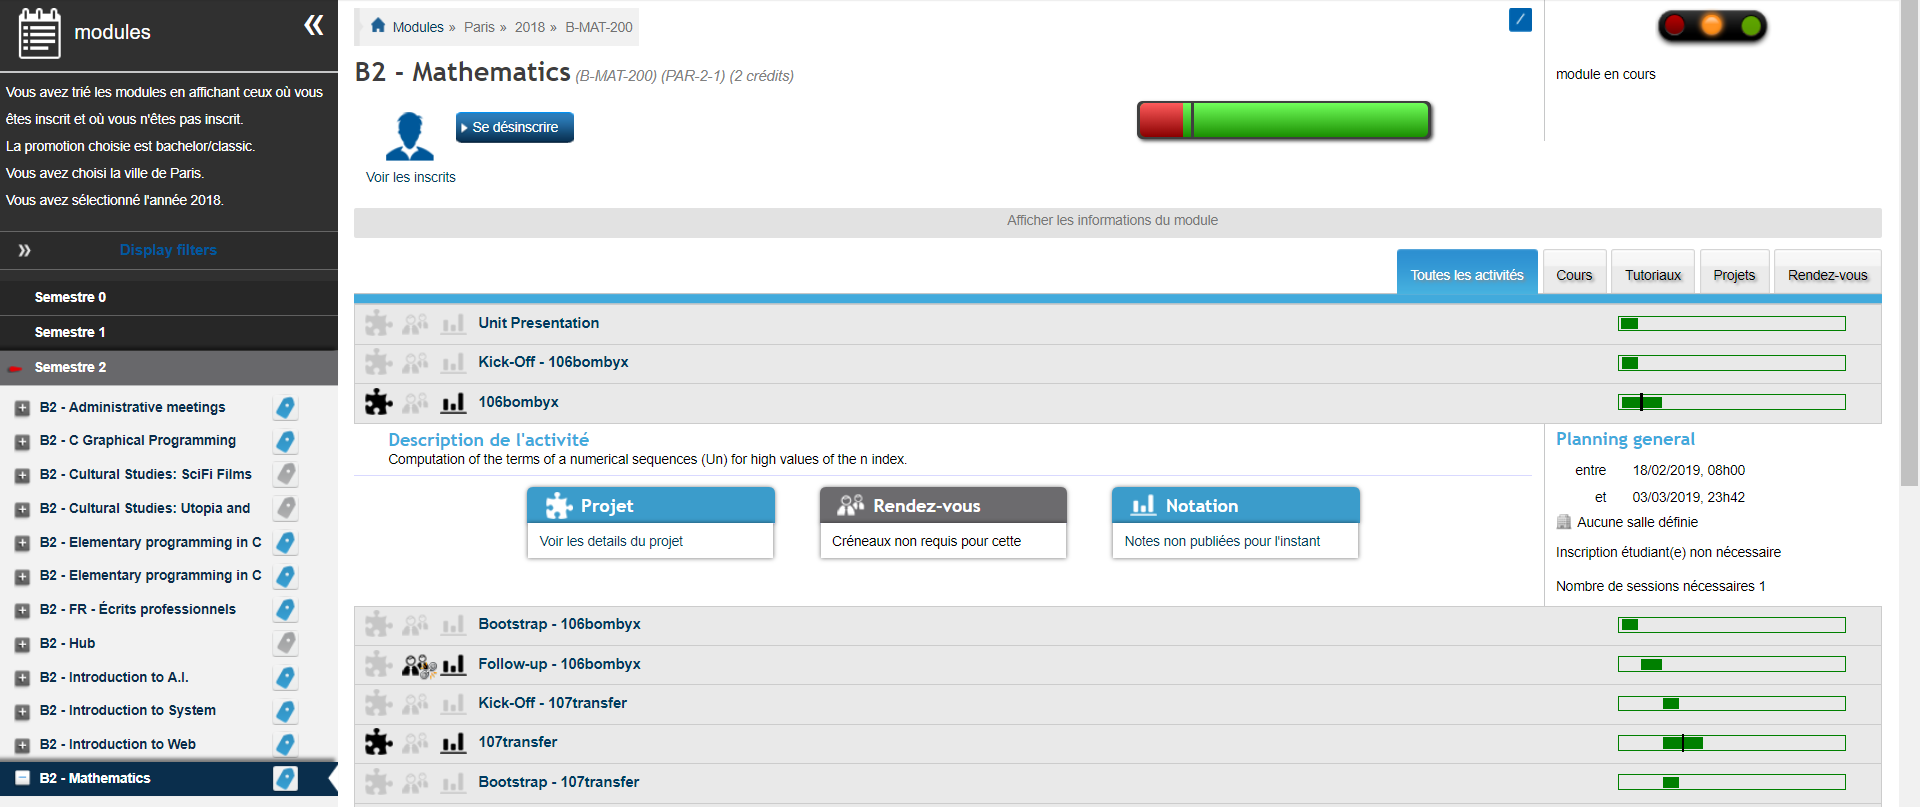 modules
Vous avez trié les modules en affichant ceux où vous
êtes inscrit et où vous n'êtes pas inscrit.
La promotion choisie est bachelor/classic.
Vous avez choisi la ville de Paris.
Vous avez sélectionné l'année 2018.
Display filters
Semestre 0
Semestre 1
Semestre 2
B2 - Administrative meetings
B2 - C Graphical Programming
B2 - Cultural Studies: SciFi Films
B2 - Cultural Studies: Utopia and
B2 - Elementary programming in C
B2 - Elementary programming in C
B2 - FR - Écrits professionnels
B2 - Hub
B2 - Introduction to A.I.
B2 - Introduction to System
B2 - Introduction to Web
B2 - Mathematics
Modules » Paris » 2018 » B-MAT-200
B2 - Mathematics (B-MAT-200) (PAR-2-1) (2 crédits)
Se désinscrire
Voir les inscrits
module en cours
Afficher les informations du module
Toutes les activités Cours Tutoriaux Projets Rendez-vous
Unit Presentation
Kick-Off - 106bombyx
106bombyx
Description de l'activité
Computation of the terms of a numerical sequences (Un) for high values of the n index.
Projet
Voir les details du projet
Rendez-vous
Créneaux non requis pour cette
Notation
Notes non publiées pour l'instant
Planning general
entre 18/02/2019, 08h00
et 03/03/2019, 23h42
Aucune salle définie
Inscription étudiant(e) non nécessaire
Nombre de sessions nécessaires 1
Bootstrap - 106bombyx
Follow-up - 106bombyx
Kick-Off - 107transfer
107transfer
Bootstrap - 107transfer